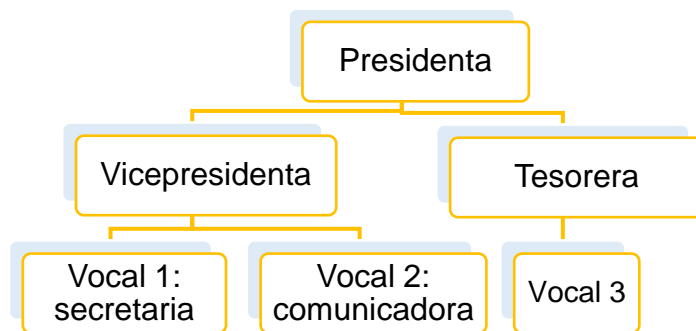 Presidenta
Vicepresidenta
Tesorera
Vocal 1:
secretaria
Vocal 2:
comunicadora
Vocal 3